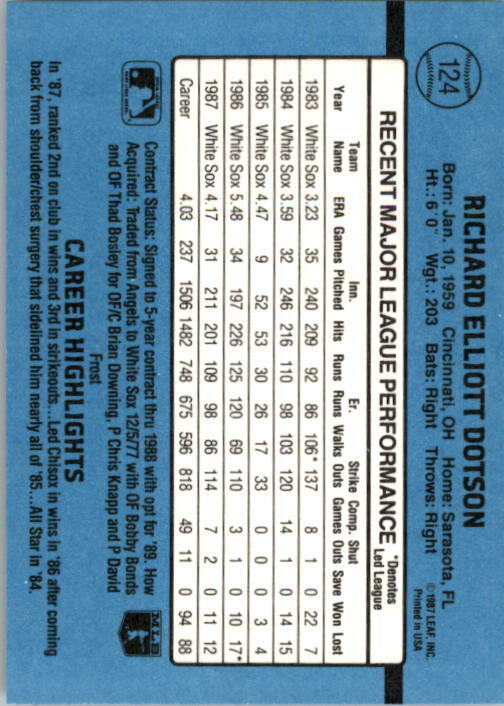 124
RICHARD ELLIOTT DOTSON
Born: Jan. 10, 1959 Cincinnati, OH Home: Sarasota, FL
Ht.: 6' 0" Wgt.: 203 Bats: Right Throws: Right
© 1987 LEAF, INC.
Printed in USA
RECENT MAJOR LEAGUE PERFORMANCE *Denotes Led League
Year Team Name ERA Games Inn. Pitched Hits Runs Er. Runs Walks Strike Outs Comp. Games Shut Outs Save Won Lost
1983 White Sox 3.23 35 240 209 92 86 106* 137 8 1 0 22 7
1984 White Sox 3.59 32 246 216 110 98 103 120 14 1 0 14 15
1985 White Sox 4.47 9 52 53 30 26 17 33 0 0 0 3 4
1986 White Sox 5.48 34 197 226 125 120 69 110 3 1 0 10 17*
1987 White Sox 4.17 31 211 201 109 98 86 114 7 2 0 11 12
Career 4.03 237 1506 1482 748 675 596 818 49 11 0 94 88
Contract Status: Signed to 5-year contract thru 1988 with opt for '89. How
Acquired: Traded from Angels to White Sox 12/5/77 with OF Bobby Bonds
and OF Thad Bosley for OF/C Brian Downing, P Chris Knapp and P David
Frost
MLB
CAREER HIGHLIGHTS
In '87, ranked 2nd on club in wins and 3rd in strikeouts...Led Chisox in wins in '86 after coming
back from shoulder/chest surgery that sidelined him nearly all of '85...All Star in '84.